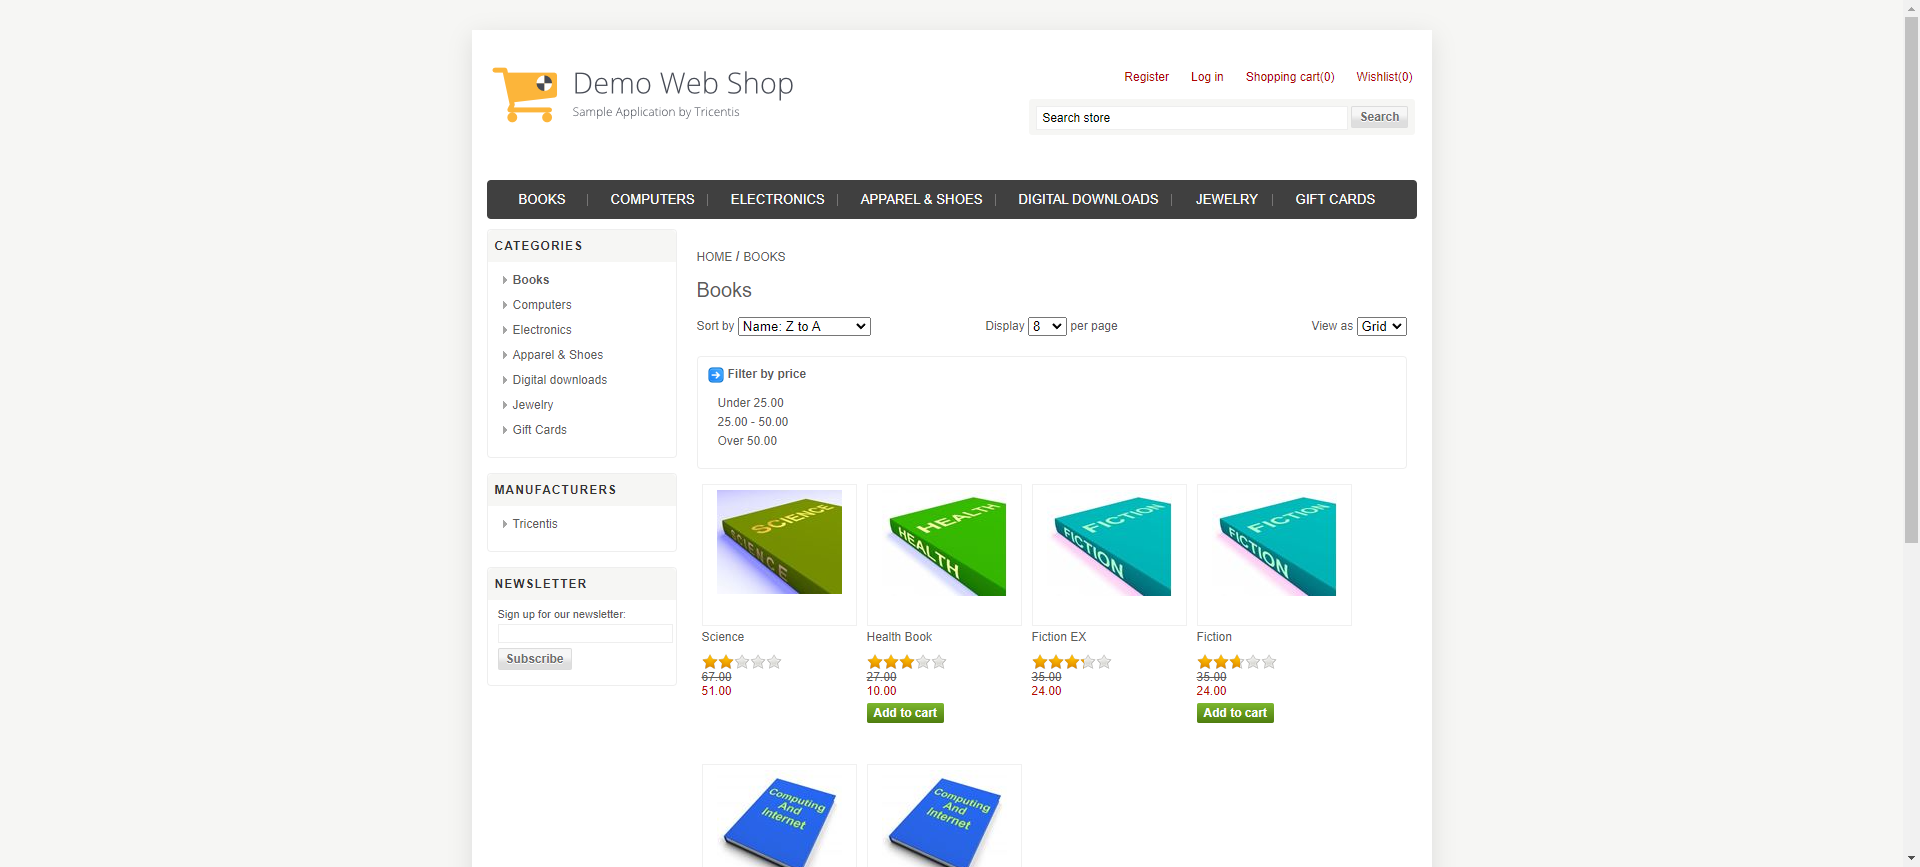 Demo Web Shop
Sample Application by Tricentis
Register Log in Shopping cart(0) Wishlist(0)
Search store Search
BOOKS COMPUTERS ELECTRONICS APPAREL & SHOES DIGITAL DOWNLOADS JEWELRY GIFT CARDS
CATEGORIES
Books
Computers
Electronics
Apparel & Shoes
Digital downloads
Jewelry
Gift Cards
MANUFACTURERS
Tricentis
NEWSLETTER
Sign up for our newsletter:
Subscribe
HOME / BOOKS
Books
Sort by Name: Z to A Display 8 per page View as Grid
Filter by price
Under 25.00
25.00 - 50.00
Over 50.00
SCIENCE
SCIENCE
HEALTH
HEALTH
FICTION
FICTION
FICTION
FICTION
Science Health Book Fiction EX Fiction
67.00 27.00 35.00 35.00
51.00 10.00 24.00 24.00
Add to cart Add to cart
Computing
And
Internet
Computing
And
Internet